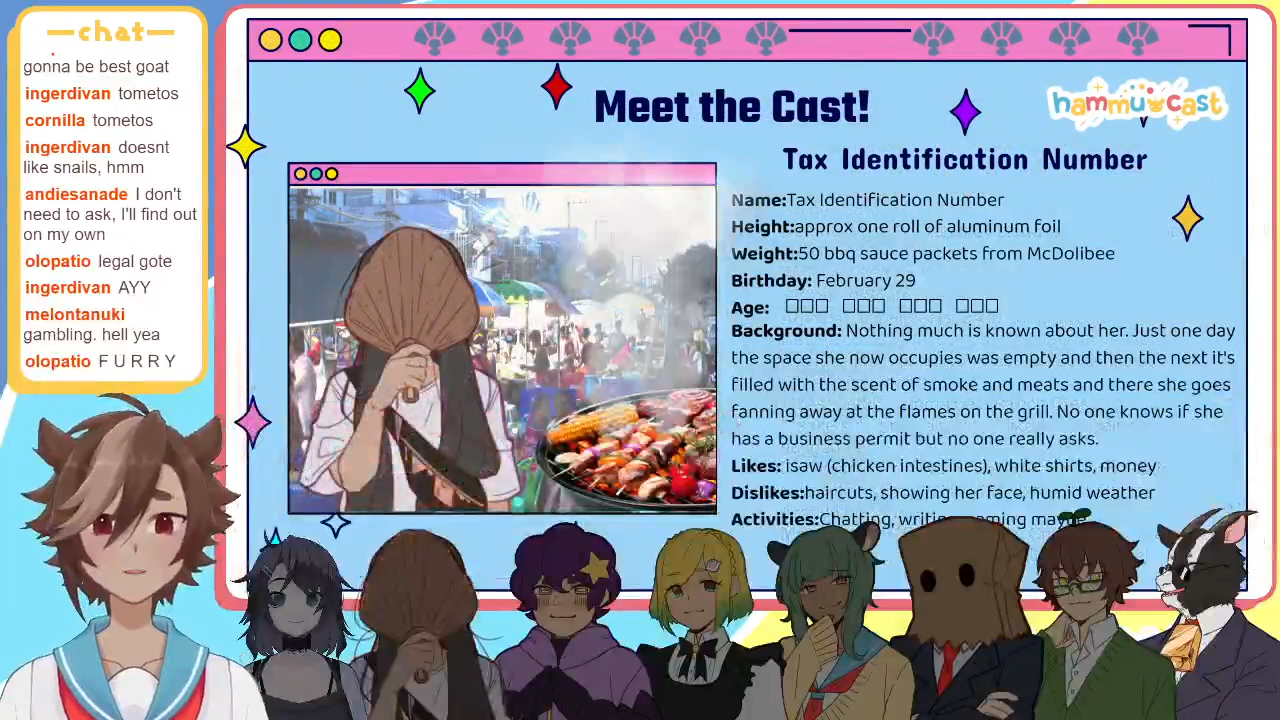 chat
gonna be best goat
ingerdivan tometos
cornilla tometos
ingerdivan doesnt
like snails, hmm
andiesanade I don't
need to ask, I'll find out
on my own
olopatio legal gote
ingerdivan AYY
melontanuki
gambling. hell yea
olopatio F U R R Y
Meet the Cast!
hammu cast
Tax Identification Number
Name:Tax Identification Number
Height:approx one roll of aluminum foil
Weight:50 bbq sauce packets from McDolibee
Birthday: February 29
Age: □□□ □□□ □□□ □□□
Background: Nothing much is known about her. Just one day
the space she now occupies was empty and then the next it's
filled with the scent of smoke and meats and there she goes
fanning away at the flames on the grill. No one knows if she
has a business permit but no one really asks.
Likes: isaw (chicken intestines), white shirts, money
Dislikes:haircuts, showing her face, humid weather
Activities:Chatting,